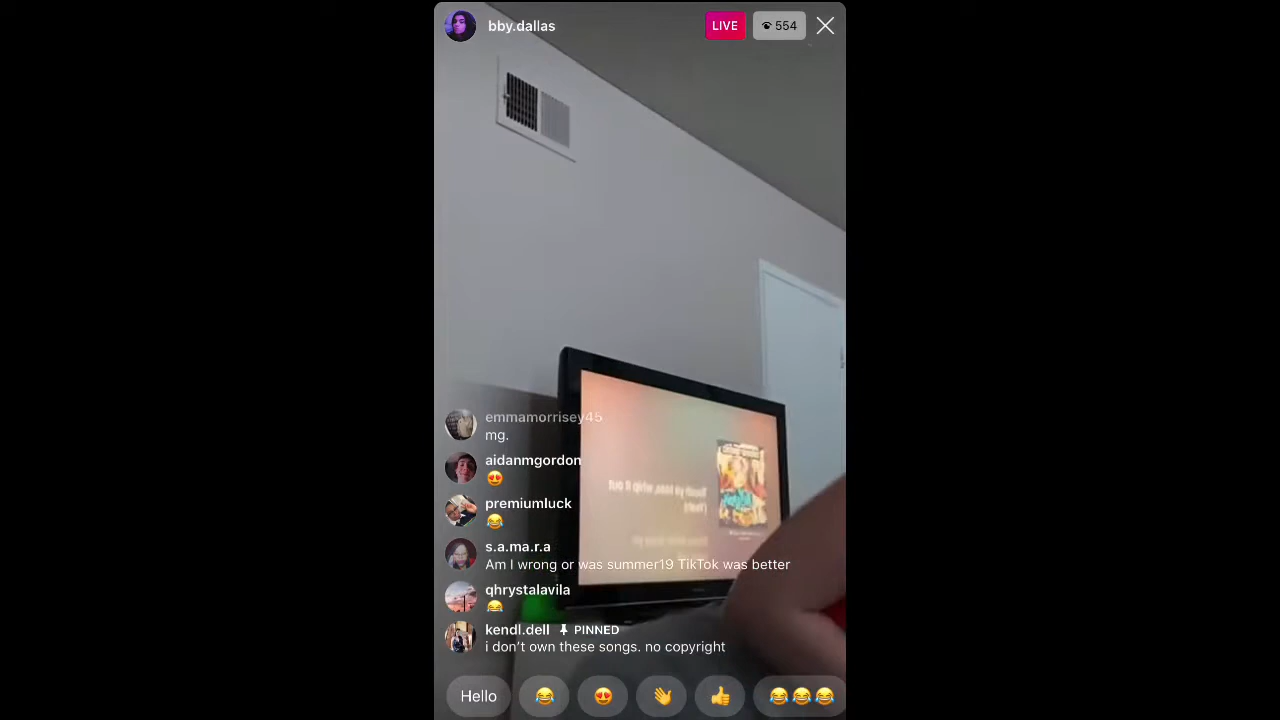 bby.dallas
LIVE
554
emmamorrisey45
mg.
aidanmgordon
😍
premiumluck
😂
s.a.ma.r.a
Am I wrong or was summer19 TikTok was better
qhrystalavila
😂
kendl.dell PINNED
i don't own these songs. no copyright
Hello 😂 😍 👋 👍 😂😂😂